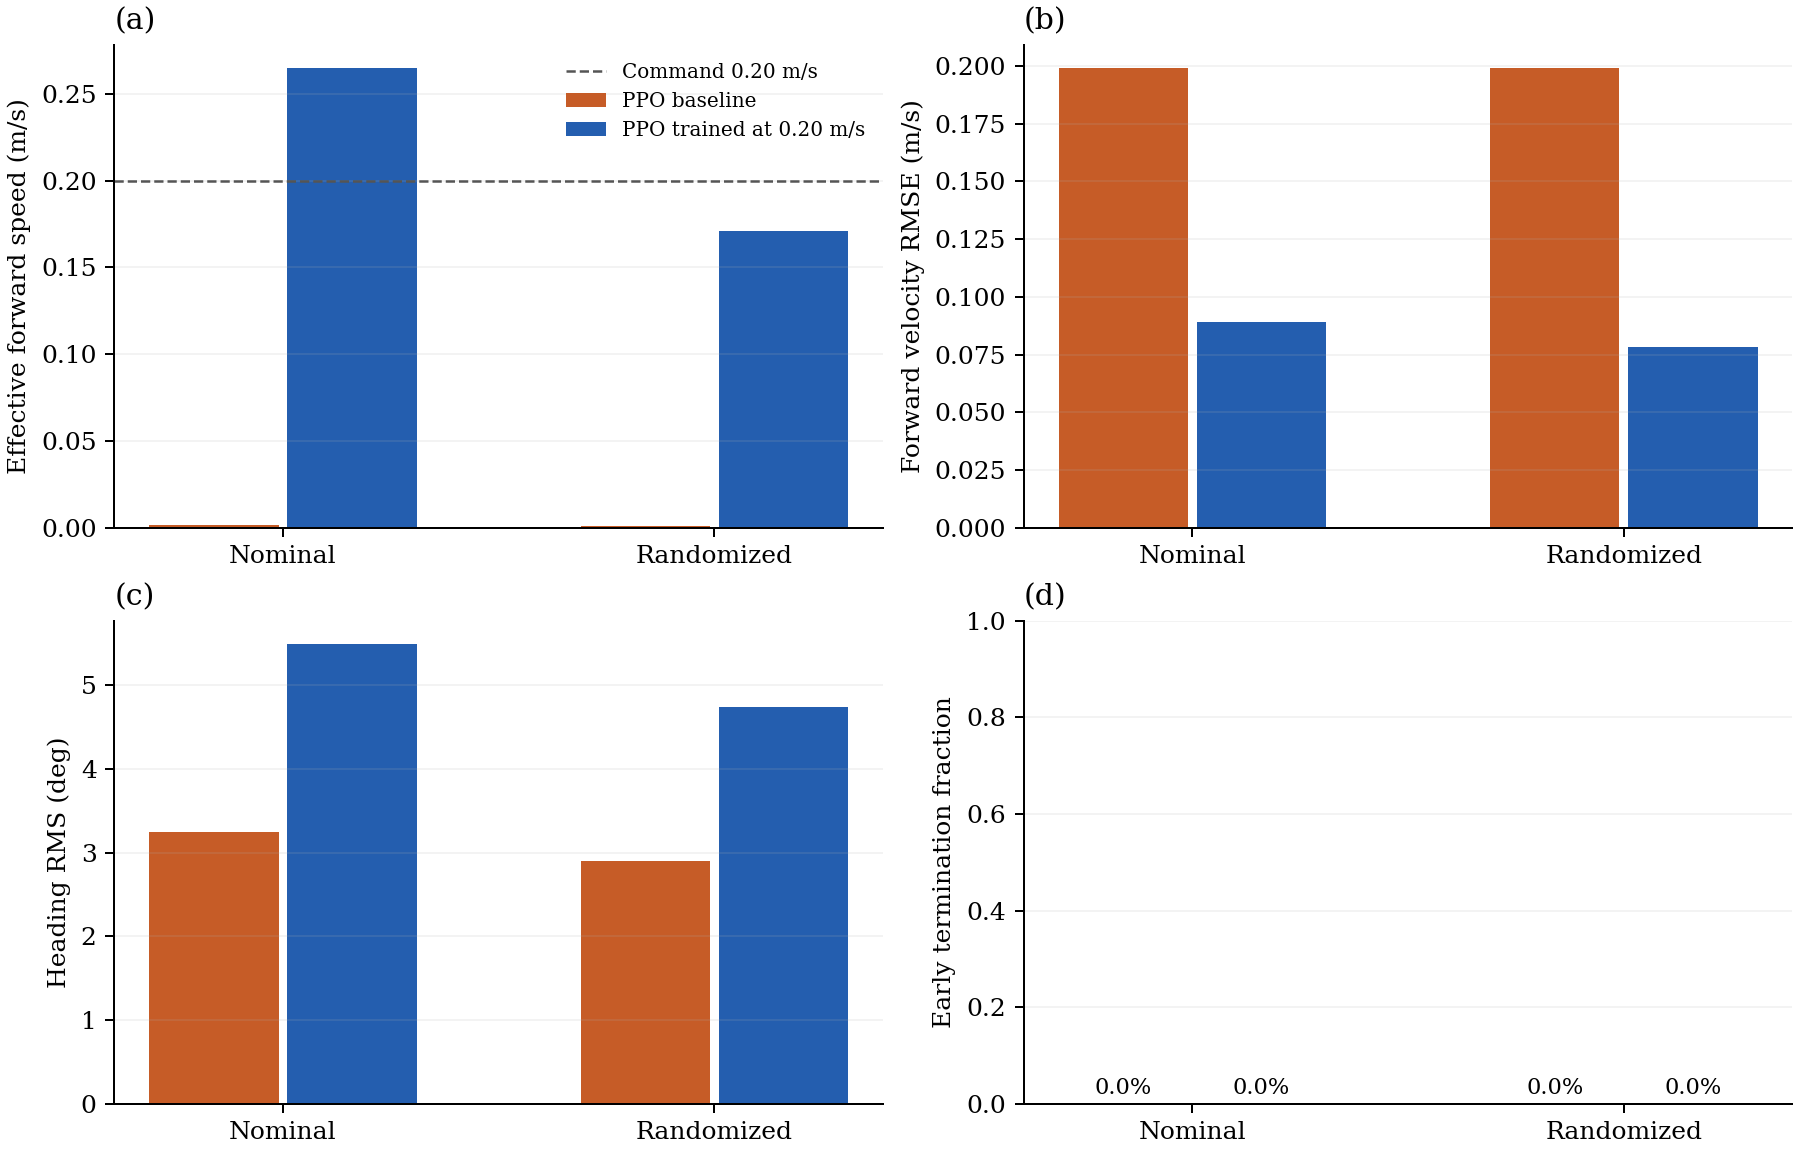 (a)
Effective forward speed (m/s)
0.25
0.20
0.15
0.10
0.05
0.00
Command 0.20 m/s
PPO baseline
PPO trained at 0.20 m/s
Nominal
Randomized
(b)
Forward velocity RMSE (m/s)
0.200
0.175
0.150
0.125
0.100
0.075
0.050
0.025
0.000
Nominal
Randomized
(c)
Heading RMS (deg)
5
4
3
2
1
0
Nominal
Randomized
(d)
Early termination fraction
1.0
0.8
0.6
0.4
0.2
0.0
0.0%
0.0%
0.0%
0.0%
Nominal
Randomized